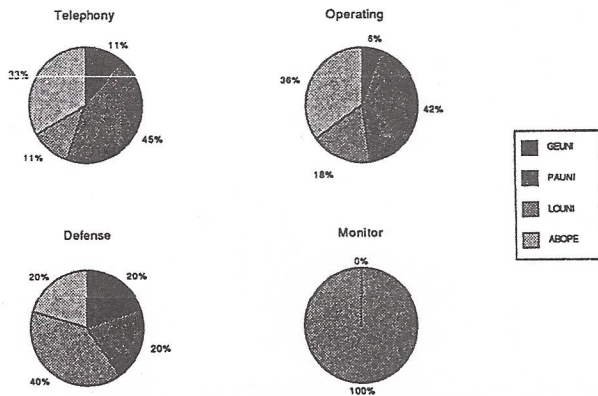 Telephony
11%
33%
45%
11%
Operating
6%
36%
42%
18%
GEUNI
PAUNI
LOUNI
ABOPE
Defense
20%
20%
20%
40%
Monitor
0%
100%